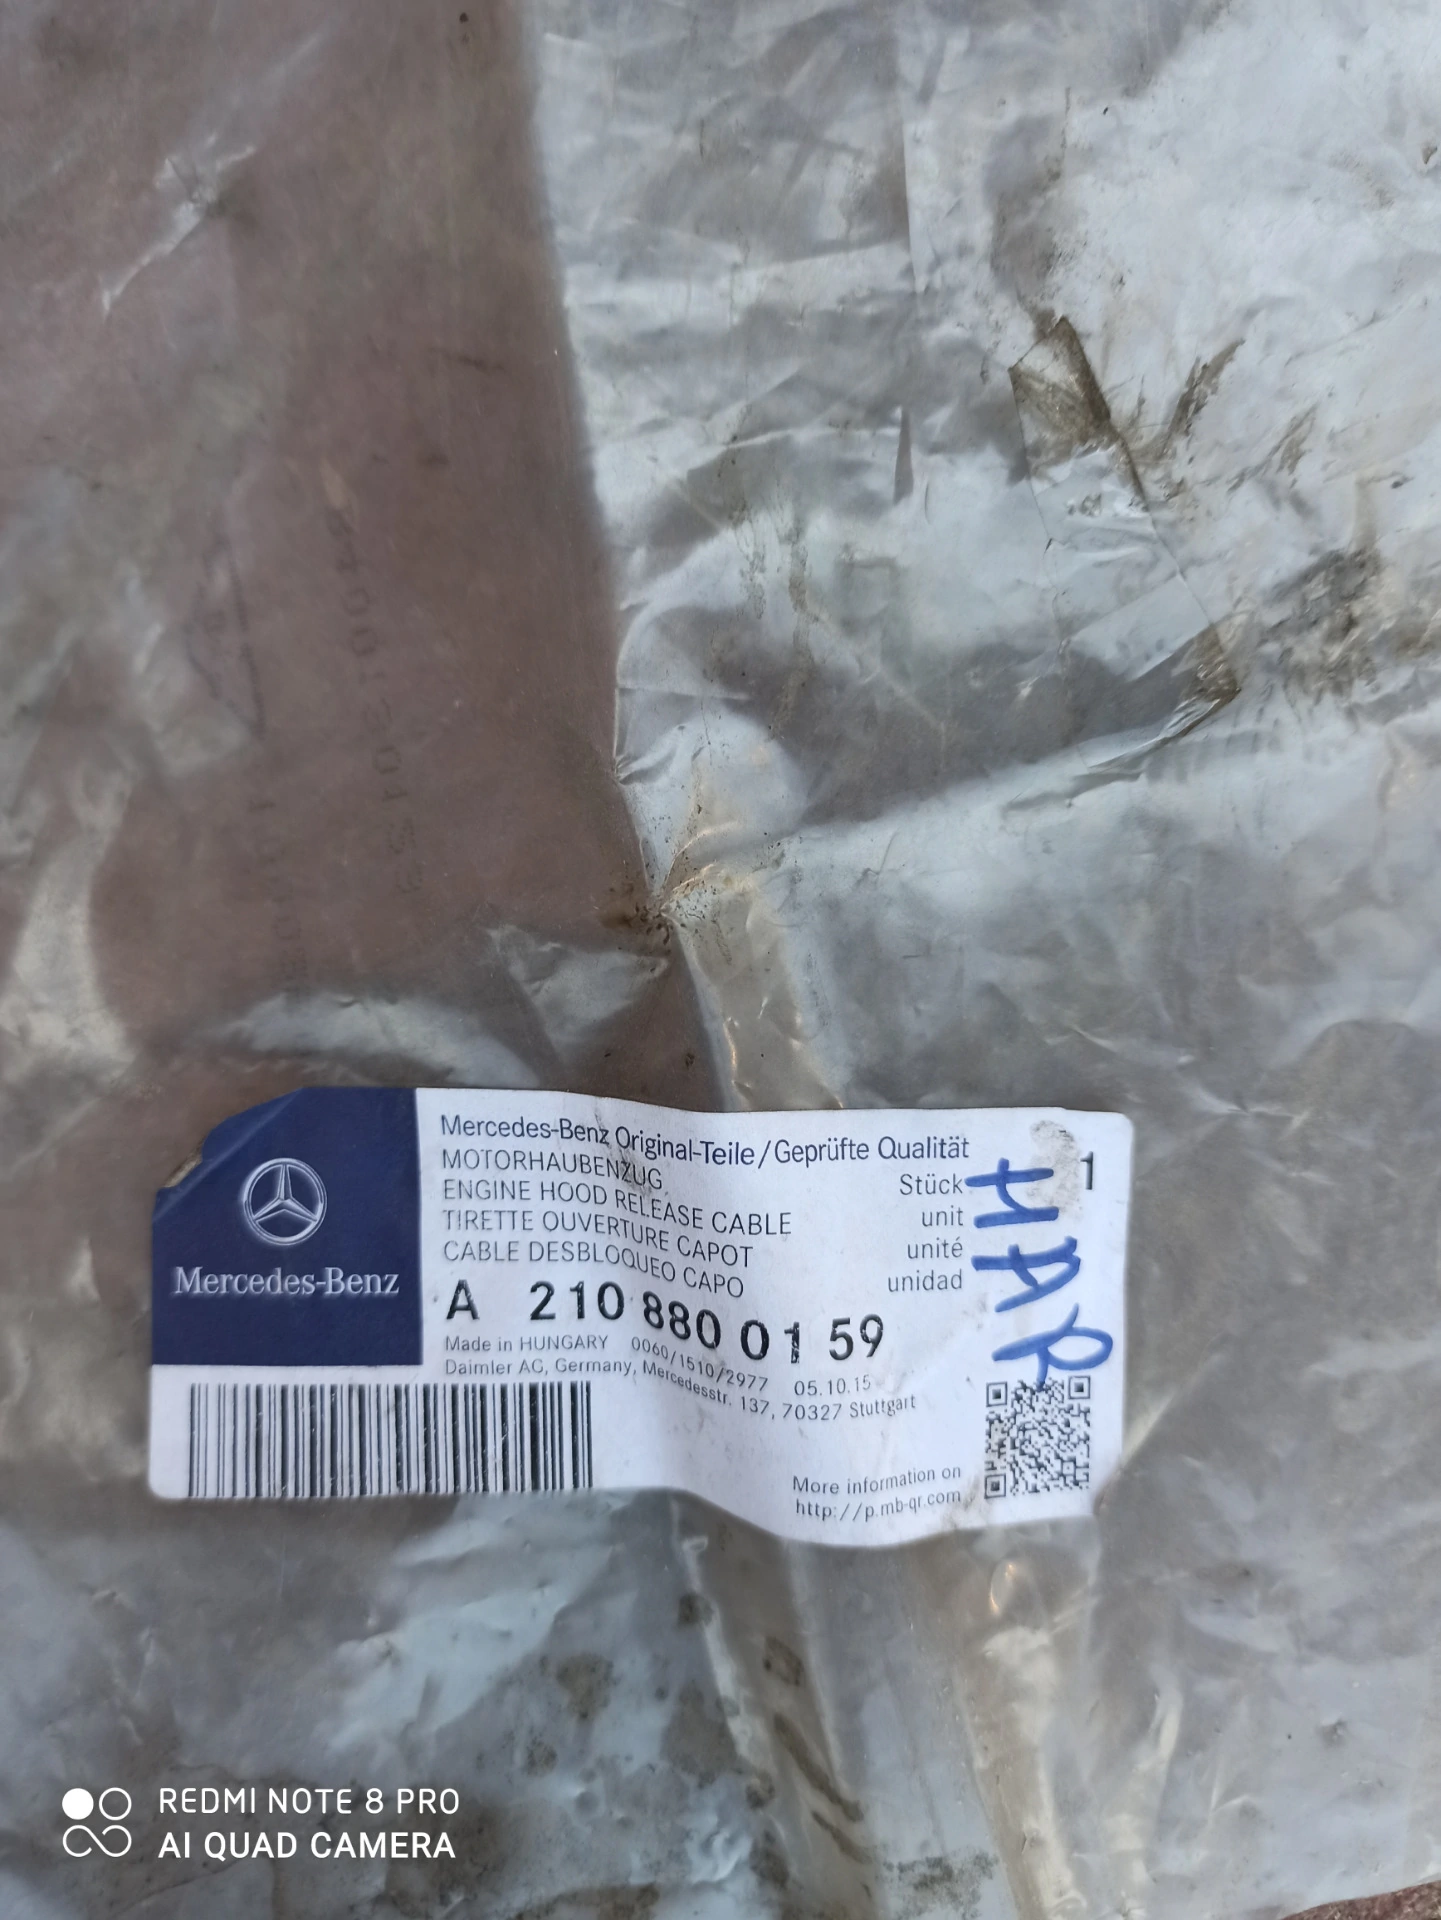 Mercedes-Benz
Mercedes-Benz Original-Teile/Geprüfte Qualität
MOTORHAUBENZUG
ENGINE HOOD RELEASE CABLE
TIRETTE OUVERTURE CAPOT
CABLE DESBLOQUEO CAPO
Stück 1
unit
unité
unidad
A 210 880 01 59
Made in HUNGARY 0060/1510/2977 05.10.15
Daimler AG, Germany, Mercedesstr. 137, 70327 Stuttgart
More information on
http://p.mb-qr.com
REDMI NOTE 8 PRO
AI QUAD CAMERA